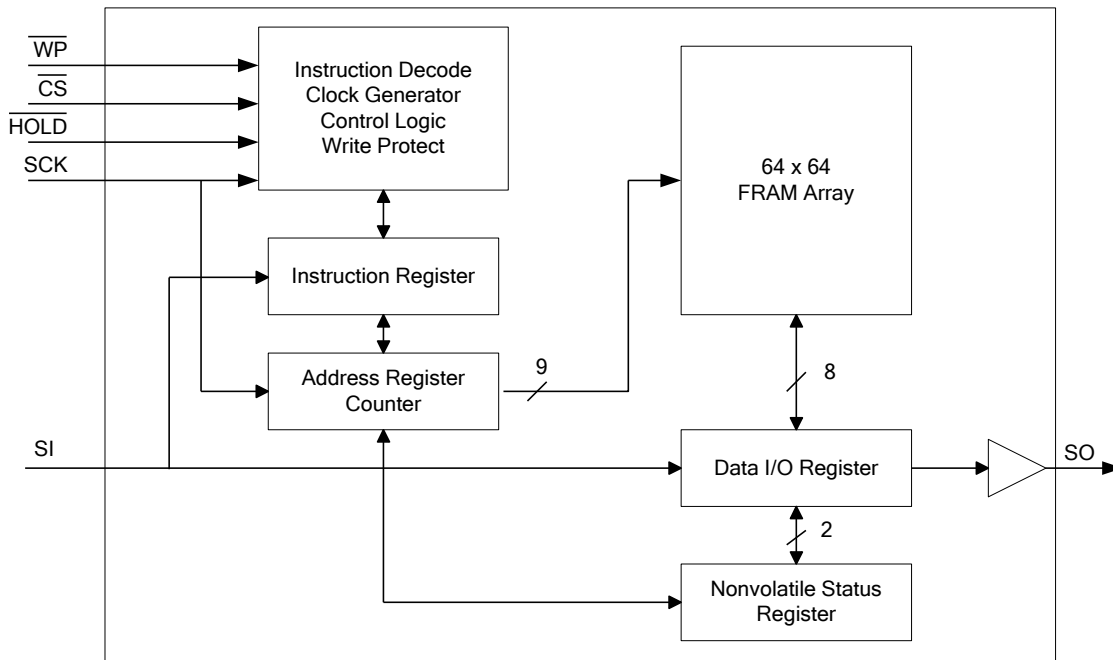 WP
CS
HOLD
SCK
Instruction Decode
Clock Generator
Control Logic
Write Protect
64 x 64
FRAM Array
Instruction Register
Address Register
Counter
9
8
SI
Data I/O Register
SO
2
Nonvolatile Status
Register